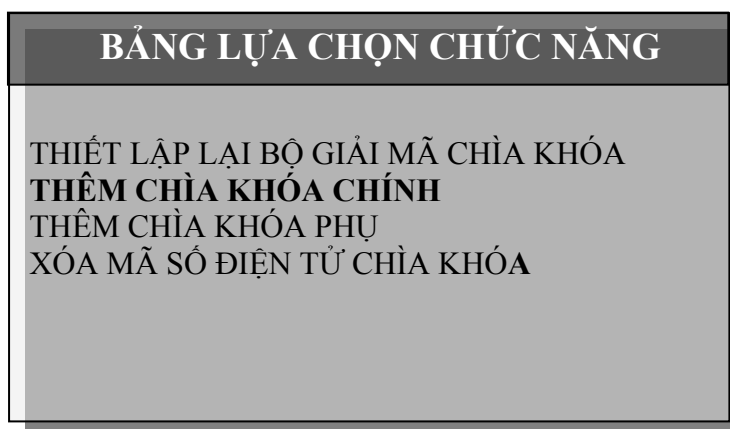 BẢNG LỰA CHỌN CHỨC NĂNG
THIẾT LẬP LẠI BỘ GIẢI MÃ CHÌA KHÓA
THÊM CHÌA KHÓA CHÍNH
THÊM CHÌA KHÓA PHỤ
XÓA MÃ SỐ ĐIỆN TỬ CHÌA KHÓA